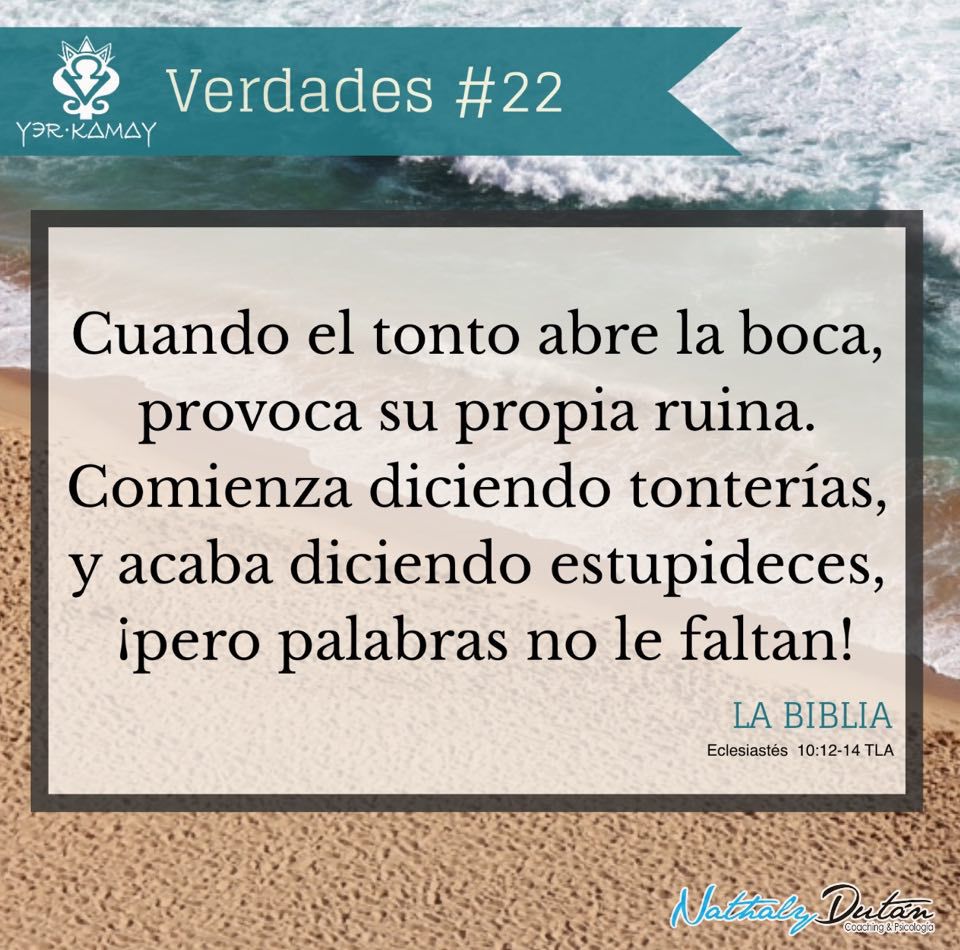 Verdades #22
YƎR·KAMAY
Cuando el tonto abre la boca,
provoca su propia ruina.
Comienza diciendo tonterías,
y acaba diciendo estupideces,
¡pero palabras no le faltan!
LA BIBLIA
Eclesiastés 10:12-14 TLA
Nathaly Dután
Coaching & Psicología